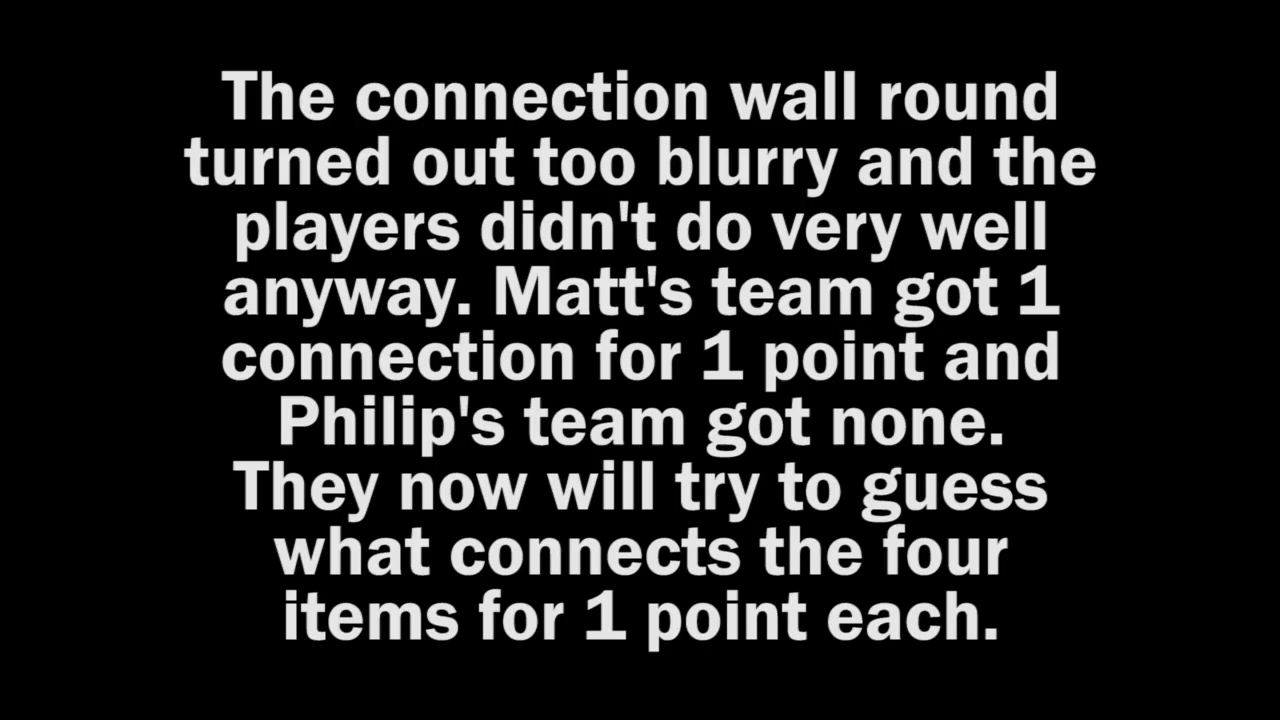 The connection wall round
turned out too blurry and the
players didn't do very well
anyway. Matt's team got 1
connection for 1 point and
Philip's team got none.
They now will try to guess
what connects the four
items for 1 point each.